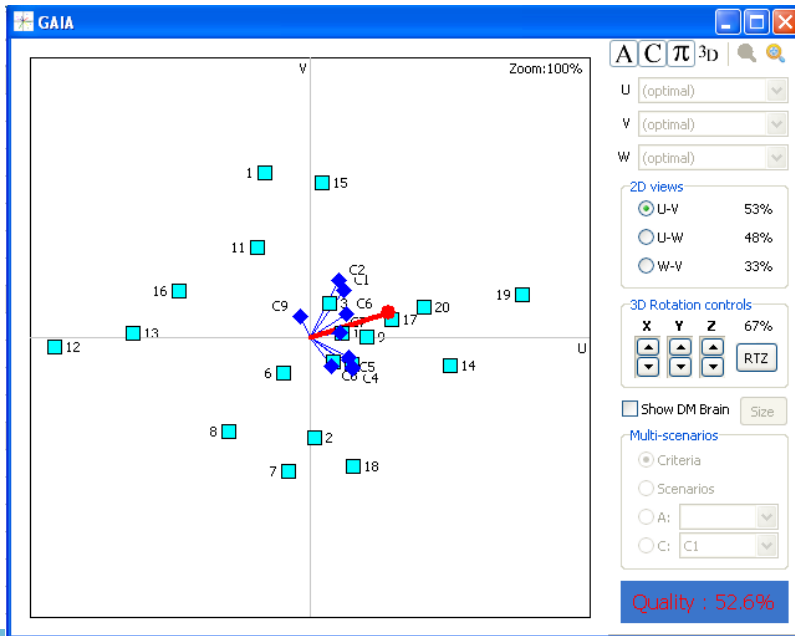 GAIA
V
Zoom:100%
A C π 3D
U (optimal)
V (optimal)
W (optimal)
2D views
U-V 53%
U-W 48%
W-V 33%
3D Rotation controls
X Y Z 67%
RTZ
Show DM Brain Size
Multi-scenarios
Criteria
Scenarios
A:
C: C1
Quality : 52.6%
1
15
11
C2
C1
16
19
C9
3 C6
20
17
13
9
12
U
14
6
C5
C4
8
2
7
18